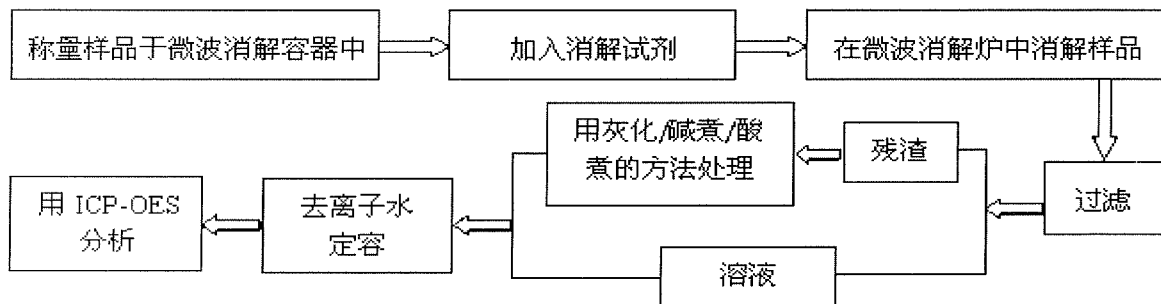 称量样品于微波消解容器中
加入消解试剂
在微波消解炉中消解样品
过滤
残渣
用灰化/碱煮/酸
煮的方法处理
溶液
去离子水
定容
用 ICP-OES
分析